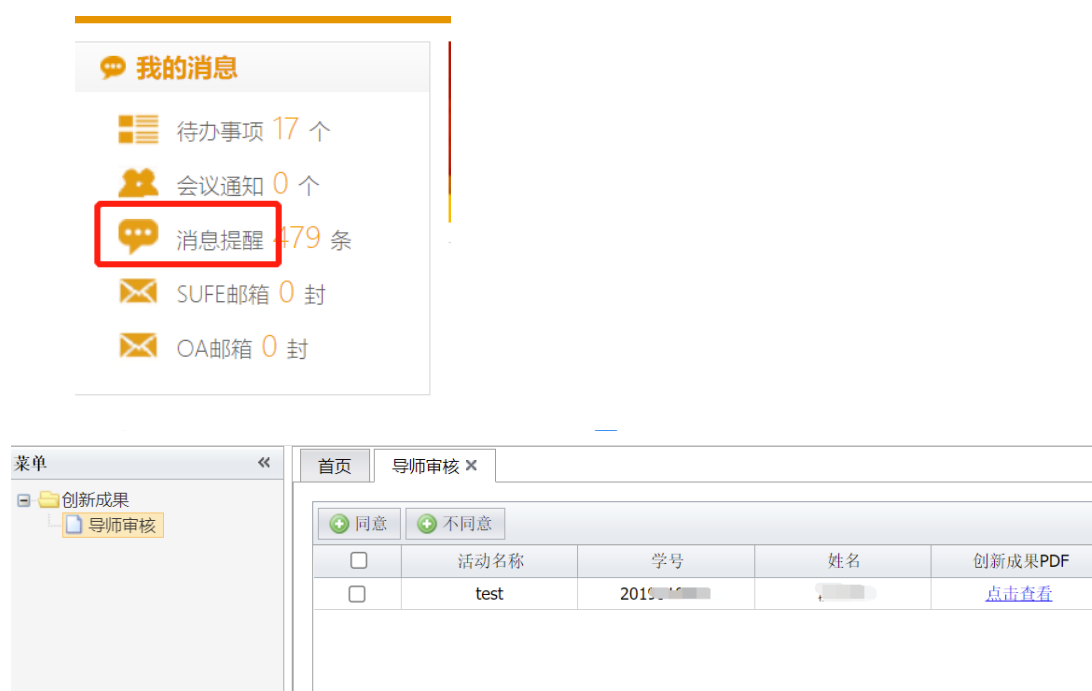 我的消息
待办事项 17 个
会议通知 0 个
消息提醒 479 条
SUFE邮箱 0 封
OA邮箱 0 封
菜单
首页 导师审核
创新成果
导师审核
同意 不同意
活动名称 学号 姓名 创新成果PDF
test 2019 点击查看